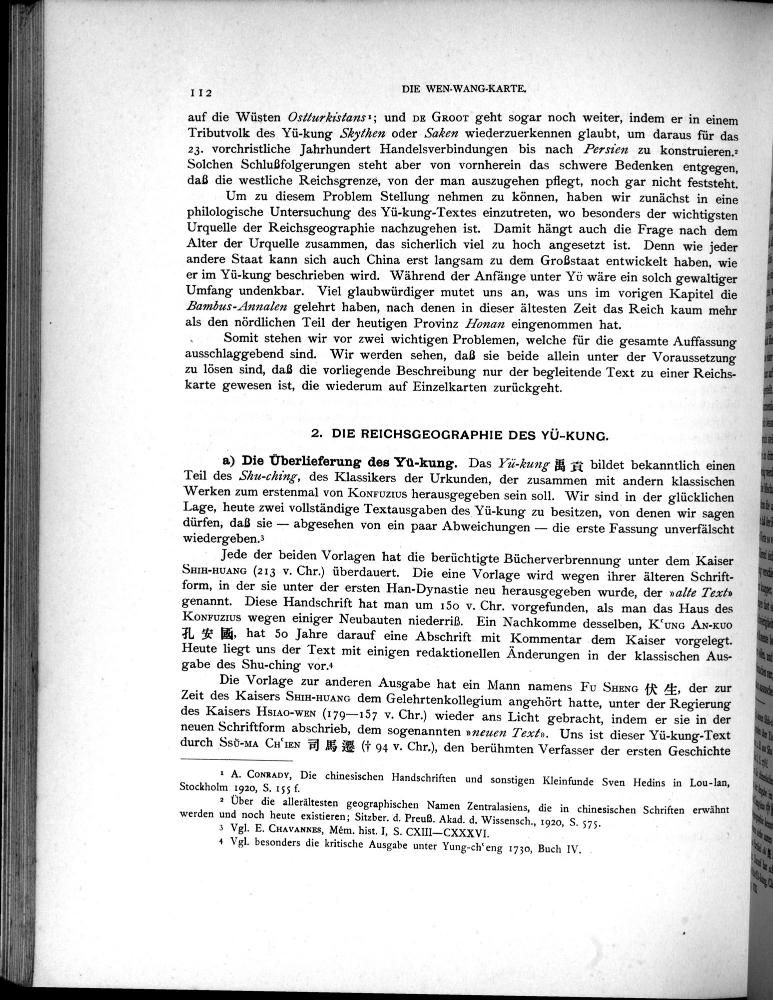 112
DIE WEN-WANG-KARTE.
auf die Wüsten Ostturkistans¹; und DE GROOT geht sogar noch weiter, indem er in einem
Tributvolk des Yü-kung Skythen oder Saken wiederzuerkennen glaubt, um daraus für das
23. vorchristliche Jahrhundert Handelsverbindungen bis nach Persien zu konstruieren.²
Solchen Schlußfolgerungen steht aber von vornherein das schwere Bedenken entgegen,
daß die westliche Reichsgrenze, von der man auszugehen pflegt, noch gar nicht feststeht.
Um zu diesem Problem Stellung nehmen zu können, haben wir zunächst in eine
philologische Untersuchung des Yü-kung-Textes einzutreten, wo besonders der wichtigsten
Urquelle der Reichsgeographie nachzugehen ist. Damit hängt auch die Frage nach dem
Alter der Urquelle zusammen, das sicherlich viel zu hoch angesetzt ist. Denn wie jeder
andere Staat kann sich auch China erst langsam zu dem Großstaat entwickelt haben, wie
er im Yü-kung beschrieben wird. Während der Anfänge unter Yü wäre ein solch gewaltiger
Umfang undenkbar. Viel glaubwürdiger mutet uns an, was uns im vorigen Kapitel die
Bambus-Annalen gelehrt haben, nach denen in dieser ältesten Zeit das Reich kaum mehr
als den nördlichen Teil der heutigen Provinz Honan eingenommen hat.
Somit stehen wir vor zwei wichtigen Problemen, welche für die gesamte Auffassung
ausschlaggebend sind. Wir werden sehen, daß sie beide allein unter der Voraussetzung
zu lösen sind, daß die vorliegende Beschreibung nur der begleitende Text zu einer Reichs-
karte gewesen ist, die wiederum auf Einzelkarten zurückgeht.
2. DIE REICHSGEOGRAPHIE DES YÜ-KUNG.
a) Die Überlieferung des Yü-kung. Das Yü-kung 禹貢 bildet bekanntlich einen
Teil des Shu-ching, des Klassikers der Urkunden, der zusammen mit andern klassischen
Werken zum erstenmal von KONFUZIUS herausgegeben sein soll. Wir sind in der glücklichen
Lage, heute zwei vollständige Textausgaben des Yü-kung zu besitzen, von denen wir sagen
dürfen, daß sie — abgesehen von ein paar Abweichungen — die erste Fassung unverfälscht
wiedergeben.³
Jede der beiden Vorlagen hat die berüchtigte Bücherverbrennung unter dem Kaiser
SHIH-HUANG (213 v. Chr.) überdauert. Die eine Vorlage wird wegen ihrer älteren Schrift-
form, in der sie unter der ersten Han-Dynastie neu herausgegeben wurde, der »alte Text»
genannt. Diese Handschrift hat man um 150 v. Chr. vorgefunden, als man das Haus des
KONFUZIUS wegen einiger Neubauten niederriß. Ein Nachkomme desselben, K‘UNG AN-KUO
孔安國, hat 50 Jahre darauf eine Abschrift mit Kommentar dem Kaiser vorgelegt.
Heute liegt uns der Text mit einigen redaktionellen Änderungen in der klassischen Aus-
gabe des Shu-ching vor.⁴
Die Vorlage zur anderen Ausgabe hat ein Mann namens FU SHENG 伏生, der zur
Zeit des Kaisers SHIH-HUANG dem Gelehrtenkollegium angehört hatte, unter der Regierung
des Kaisers HSIAO-WEN (179—157 v. Chr.) wieder ans Licht gebracht, indem er sie in der
neuen Schriftform abschrieb, dem sogenannten »neuen Text». Uns ist dieser Yü-kung-Text
durch SSŬ-MA CH‘IEN 司馬遷 († 94 v. Chr.), den berühmten Verfasser der ersten Geschichte
¹ A. CONRADY, Die chinesischen Handschriften und sonstigen Kleinfunde Sven Hedins in Lou-lan,
Stockholm 1920, S. 155 f.
² Über die allerältesten geographischen Namen Zentralasiens, die in chinesischen Schriften erwähnt
werden und noch heute existieren; Sitzber. d. Preuß. Akad. d. Wissensch., 1920, S. 575.
³ Vgl. E. CHAVANNES, Mém. hist. I, S. CXIII—CXXXVI.
⁴ Vgl. besonders die kritische Ausgabe unter Yung-ch‘eng 1730, Buch IV.